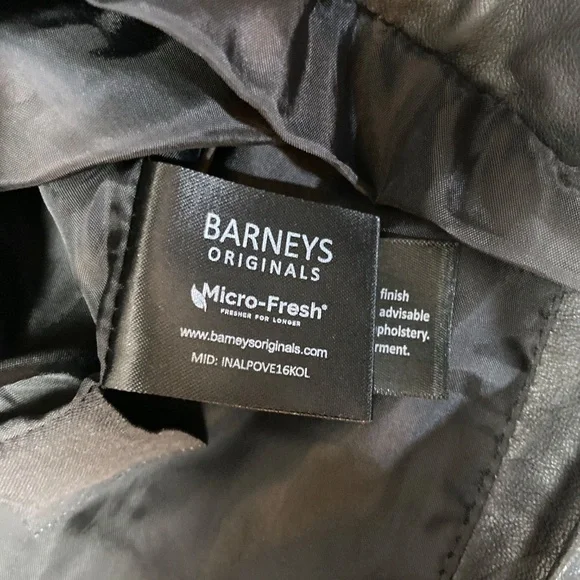 BARNEYS
ORIGINALS
Micro-Fresh®
FRESHER FOR LONGER
www.barneysoriginals.com
MID: INALPOVE16KOL
finish
advisable
pholstery.
rment.